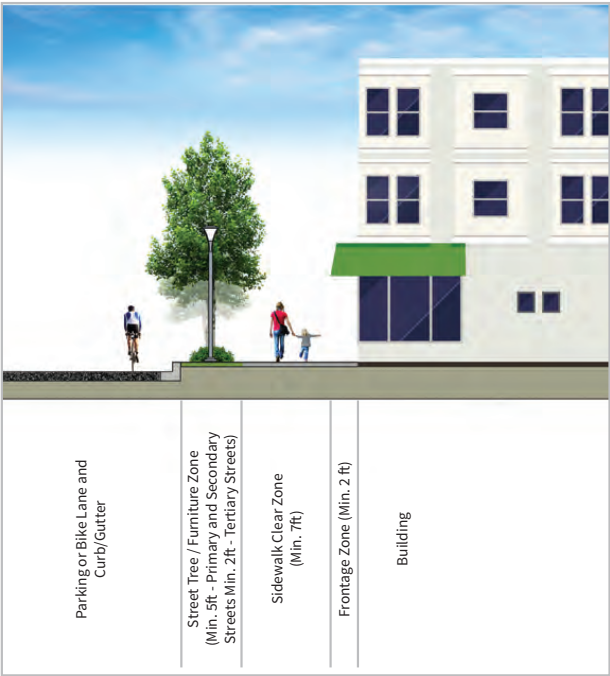 Parking or Bike Lane and
Curb/Gutter
Street Tree / Furniture Zone
(Min. 5ft - Primary and Secondary
Streets Min. 2ft - Tertiary Streets)
Sidewalk Clear Zone
(Min. 7ft)
Frontage Zone (Min. 2 ft)
Building